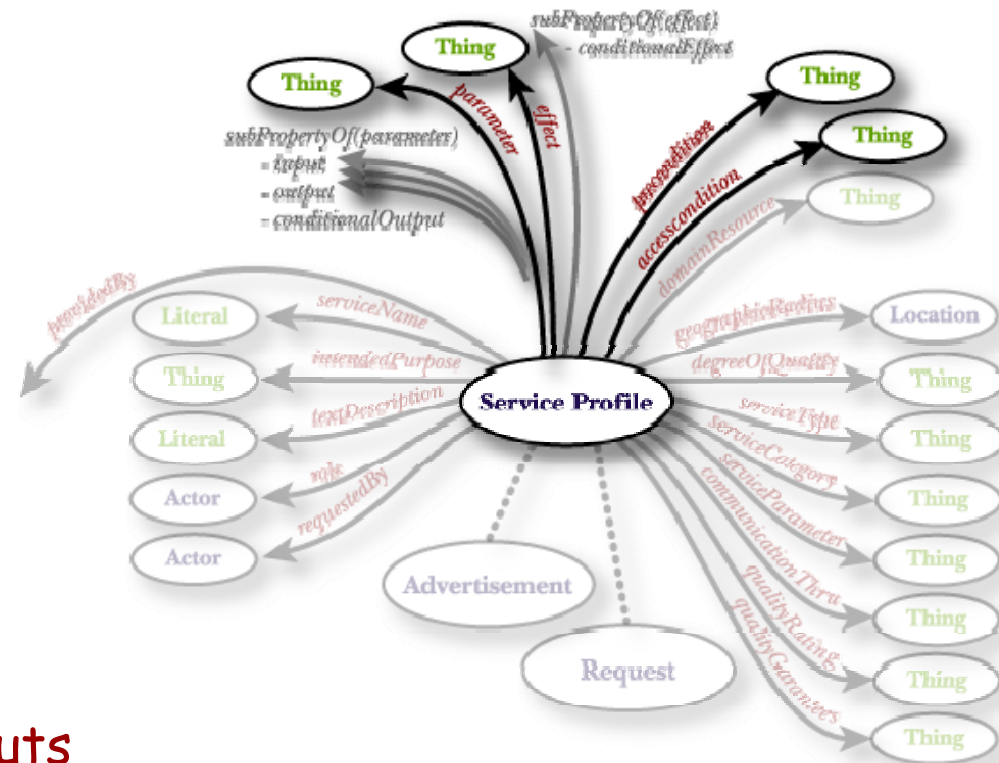 subPropertyOf(effect)
- conditionalEffect
Thing
Thing
Thing
Thing
Thing
parameter
effect
precondition
accesscondition
domainResource
subPropertyOf(parameter)
- input
- output
- conditionalOutput
providedBy
Literal
serviceName
geographicRadius
Location
Thing
intendedPurpose
degreeOfQuality
Thing
Service Profile
Literal
textDescription
serviceType
Thing
Actor
role
serviceCategory
Thing
Actor
requestedBy
serviceParameter
Thing
communicationThru
Thing
Advertisement
qualityRating
Thing
Request
qualityGarantees
Thing
uts